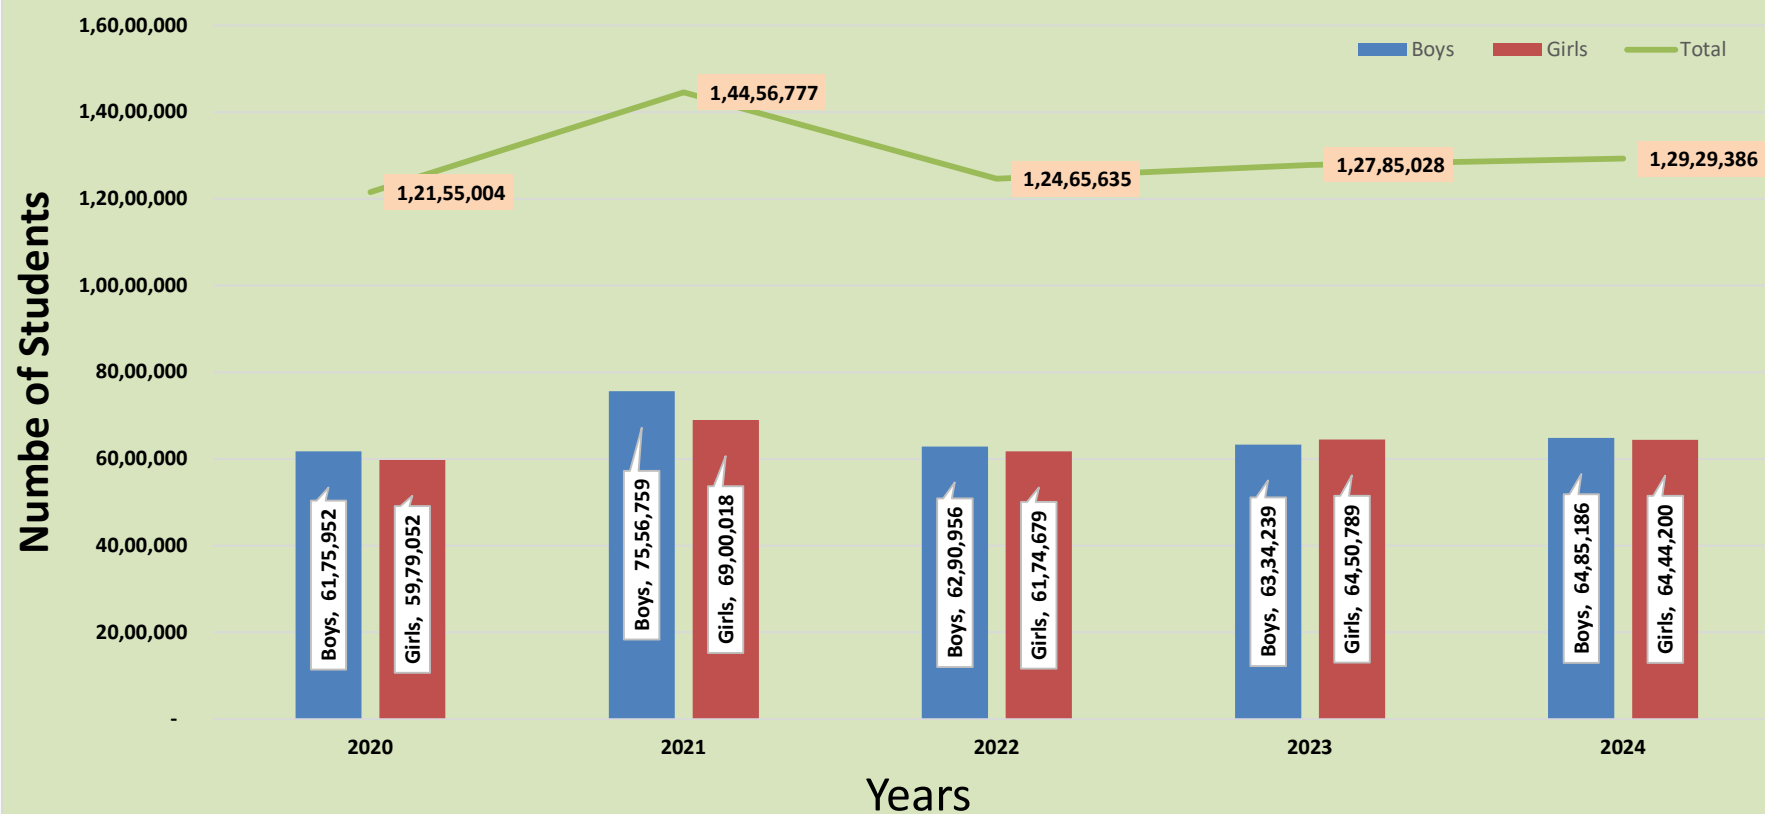 1,60,00,000
Boys Girls Total
1,40,00,000
1,20,00,000
1,00,00,000
80,00,000
60,00,000
40,00,000
20,00,000
-
Numbe of Students
1,21,55,004
1,44,56,777
1,24,65,635
1,27,85,028
1,29,29,386
Boys, 61,75,952
Girls, 59,79,052
Boys, 75,56,759
Girls, 69,00,018
Boys, 62,90,956
Girls, 61,74,679
Boys, 63,34,239
Girls, 64,50,789
Boys, 64,85,186
Girls, 64,44,200
2020 2021 2022 2023 2024
Years